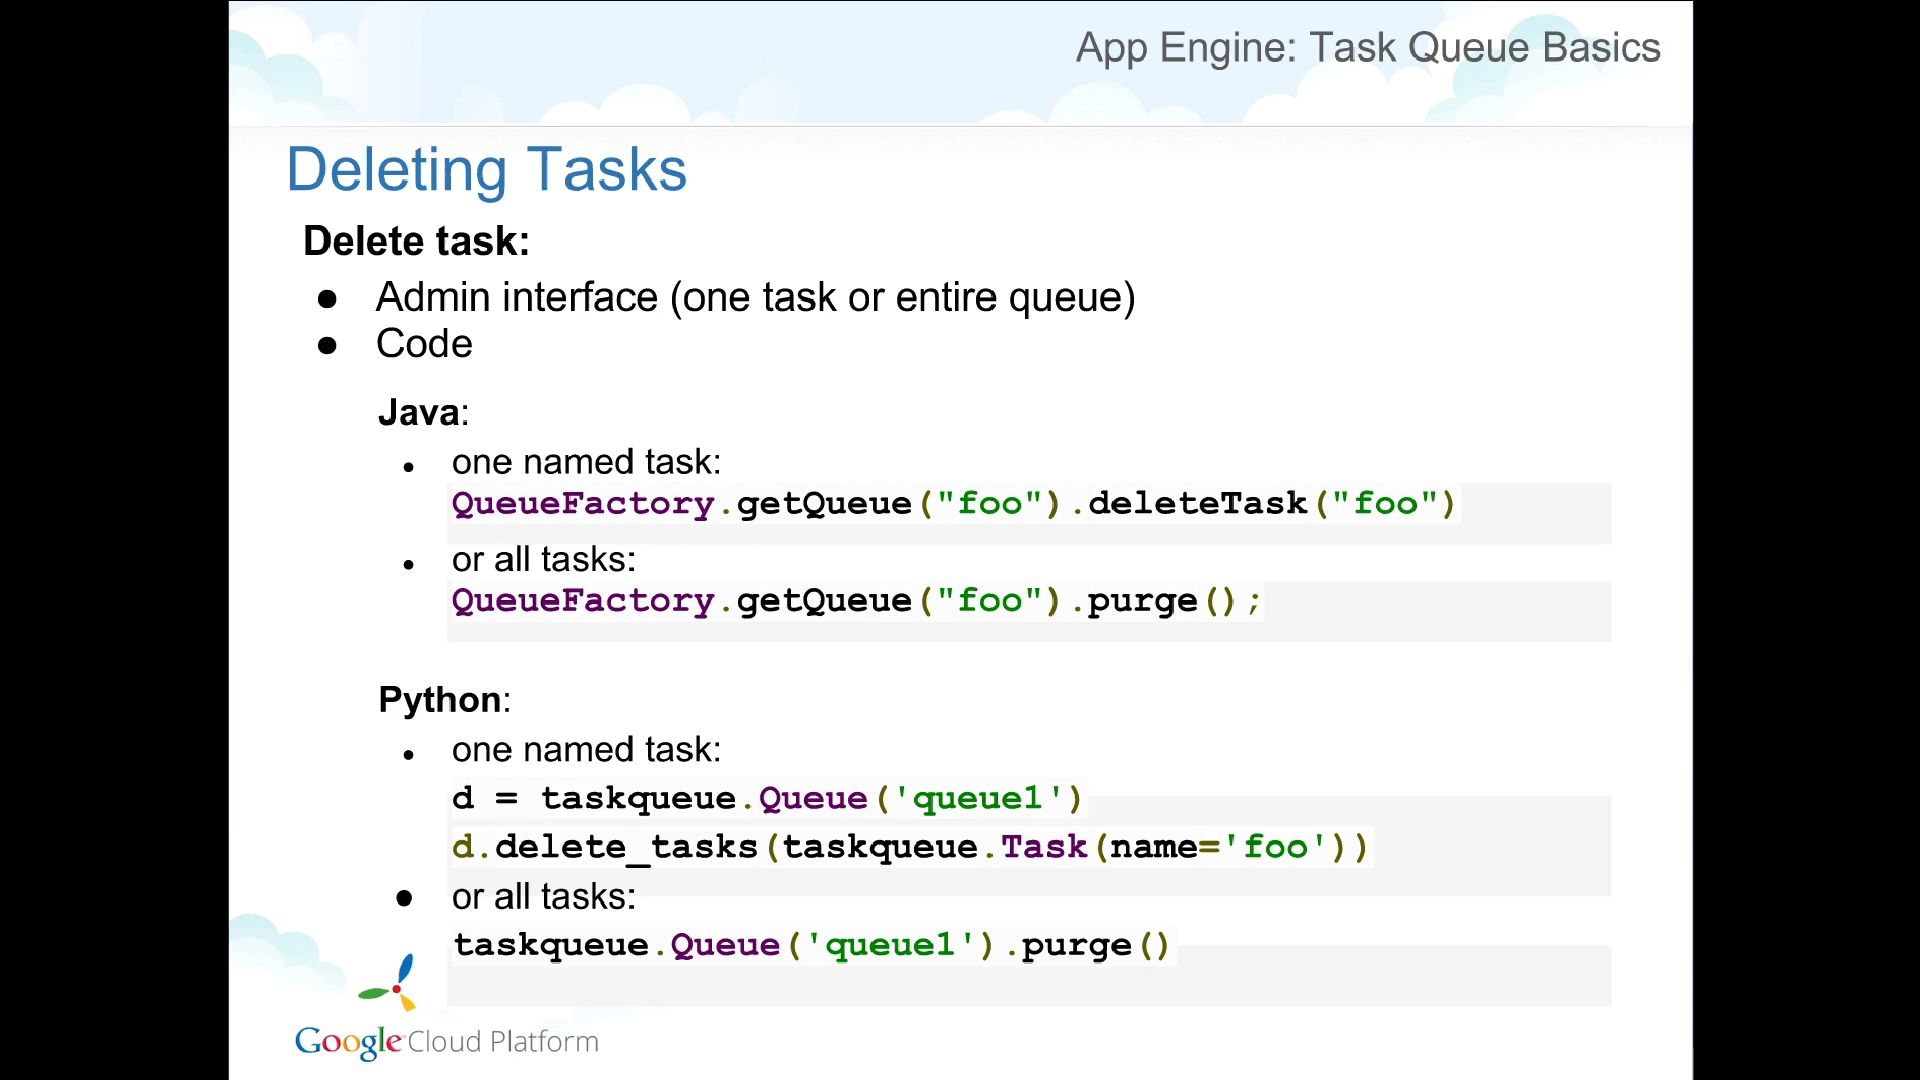 App Engine: Task Queue Basics
Deleting Tasks
Delete task:
● Admin interface (one task or entire queue)
● Code
Java:
● one named task:
QueueFactory.getQueue("foo").deleteTask("foo")
● or all tasks:
QueueFactory.getQueue("foo").purge();
Python:
● one named task:
d = taskqueue.Queue('queue1')
d.delete_tasks(taskqueue.Task(name='foo'))
● or all tasks:
taskqueue.Queue('queue1').purge()
Google Cloud Platform